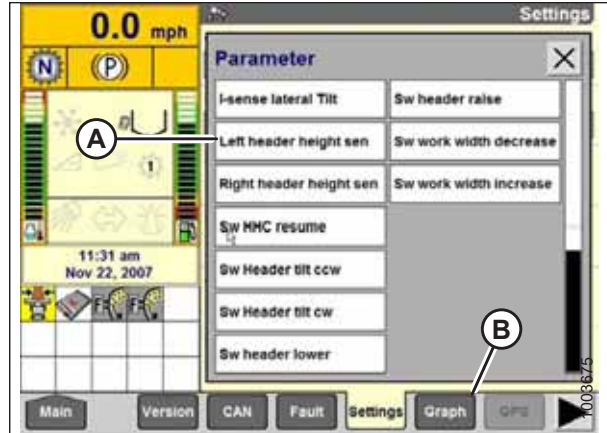 0.0 mph
Settings
N
(P)
Parameter
I-sense lateral Tilt
Sw header raise
A
Left header height sen
Sw work width decrease
1
Right header height sen
Sw work width increase
Sw HHC resume
11:31 am
Nov 22, 2007
Sw Header tilt ccw
Sw Header tilt cw
B
Sw header lower
Main
Version
CAN
Fault
Settings
Graph
GPS
1003675